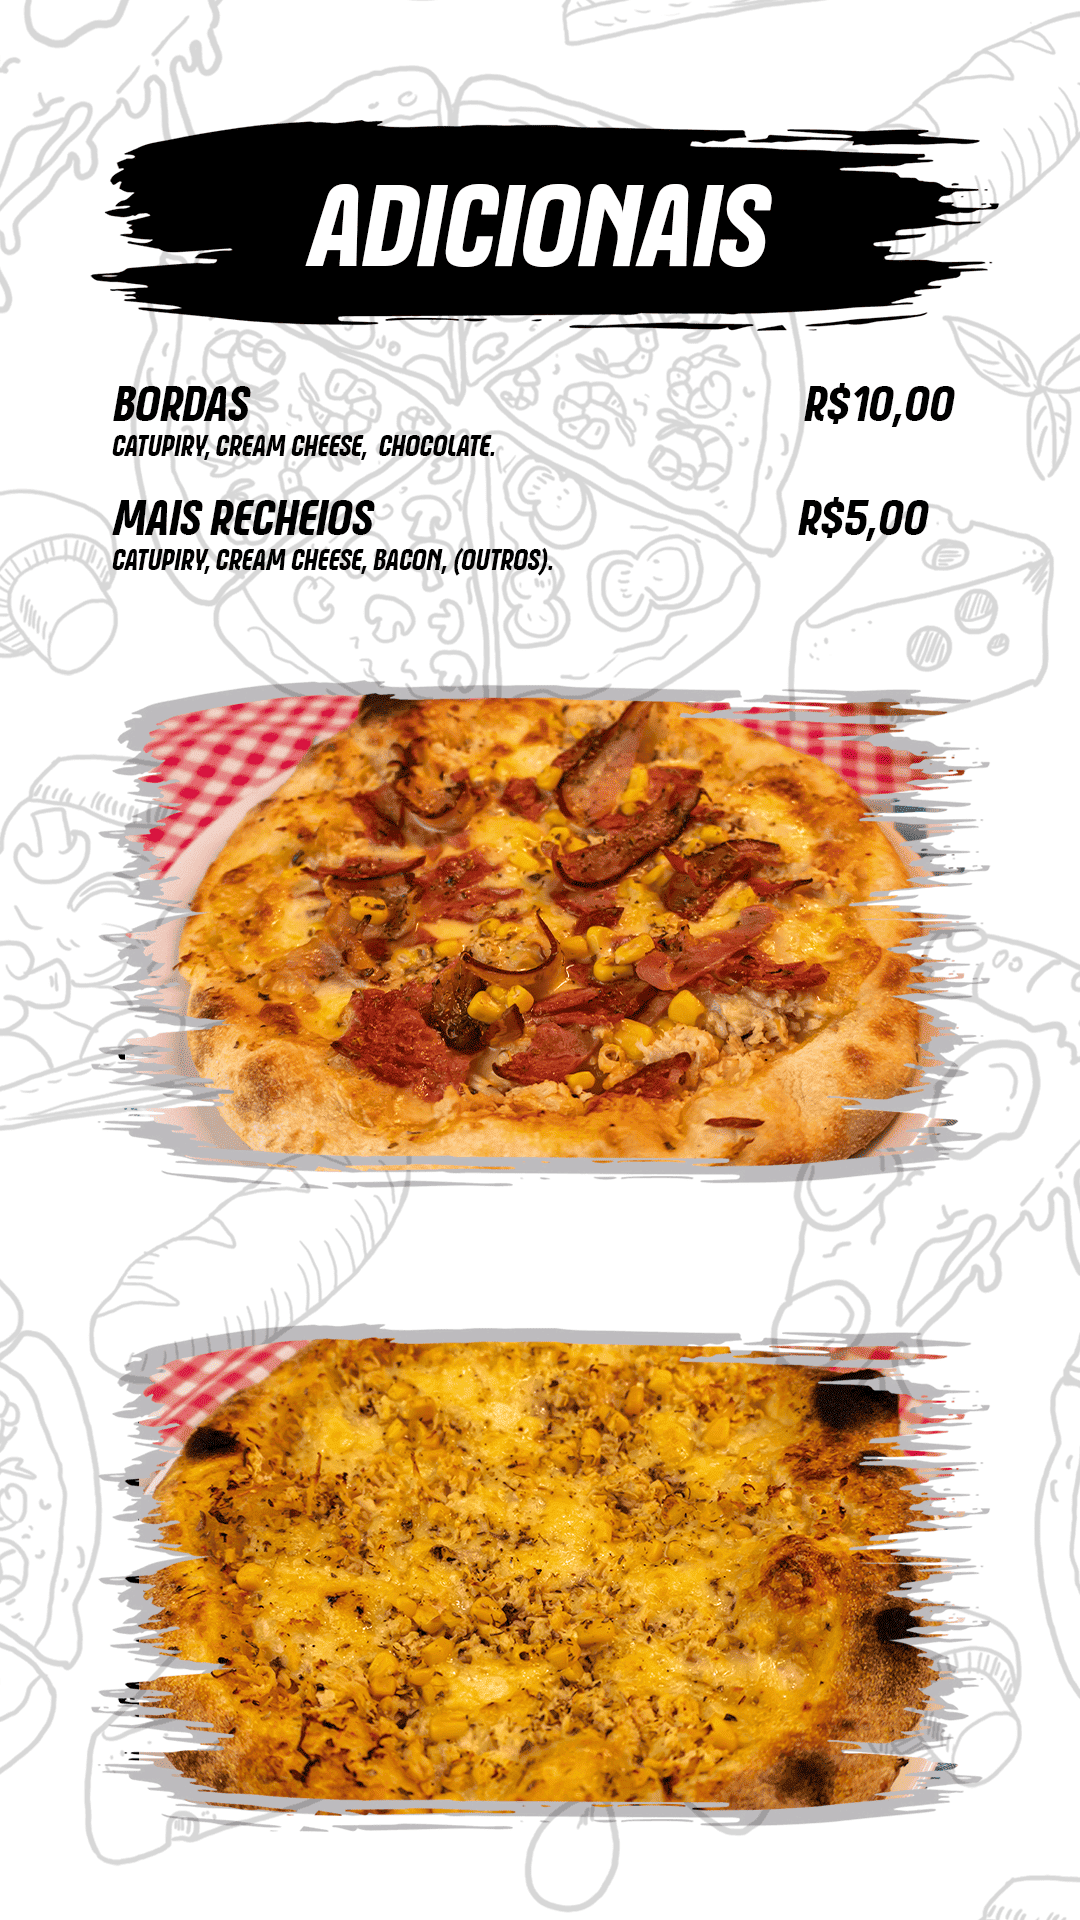 ADICIONAIS
BORDAS R$10,00
CATUPIRY, CREAM CHEESE, CHOCOLATE.
MAIS RECHEIOS R$5,00
CATUPIRY, CREAM CHEESE, BACON, (OUTROS).